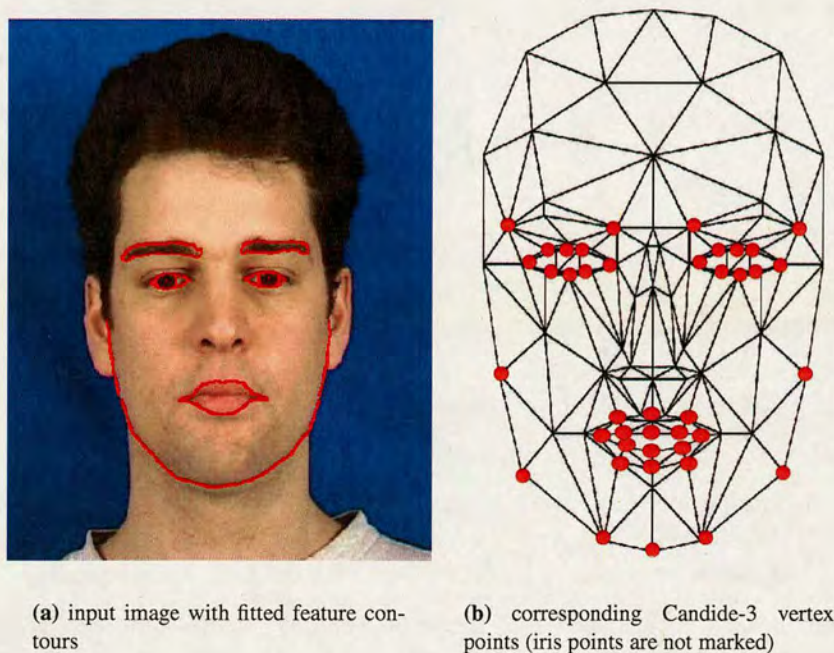 (a) input image with fitted feature con-
tours
(b) corresponding Candide-3 vertex
points (iris points are not marked)